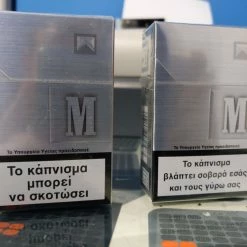 M
Το Υπουργείο Υγείας προειδοποιεί
Το κάπνισμα
μπορεί
να σκοτώσει
M
Το Υπουργείο Υγείας προειδοποιεί
Το κάπνισμα
βλάπτει σοβαρά εσάς
και τους γύρω σας